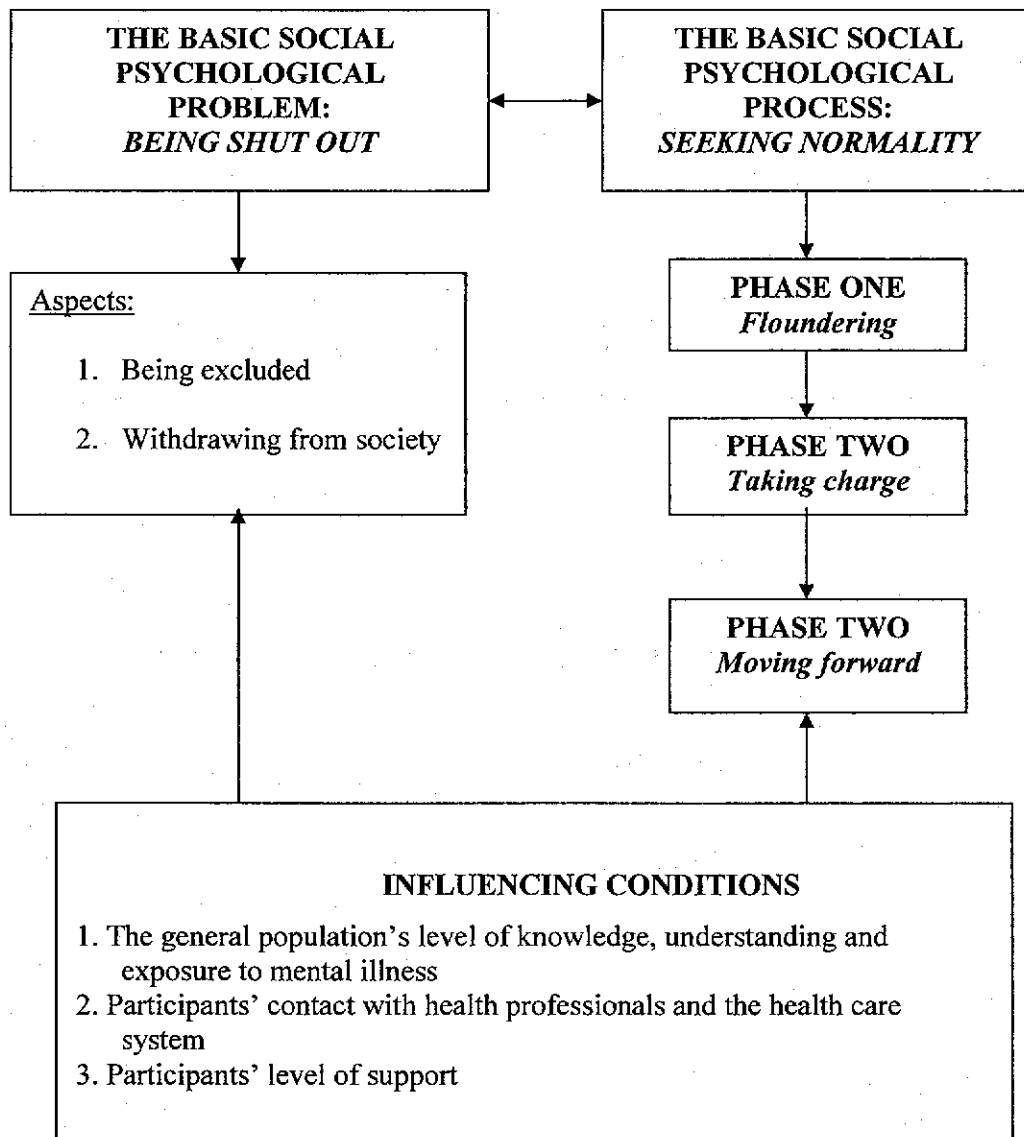 THE BASIC SOCIAL
PSYCHOLOGICAL
PROBLEM:
BEING SHUT OUT
THE BASIC SOCIAL
PSYCHOLOGICAL
PROCESS:
SEEKING NORMALITY
Aspects:
1. Being excluded
2. Withdrawing from society
PHASE ONE
Floundering
PHASE TWO
Taking charge
PHASE TWO
Moving forward
INFLUENCING CONDITIONS
1. The general population's level of knowledge, understanding and
exposure to mental illness
2. Participants' contact with health professionals and the health care
system
3. Participants' level of support